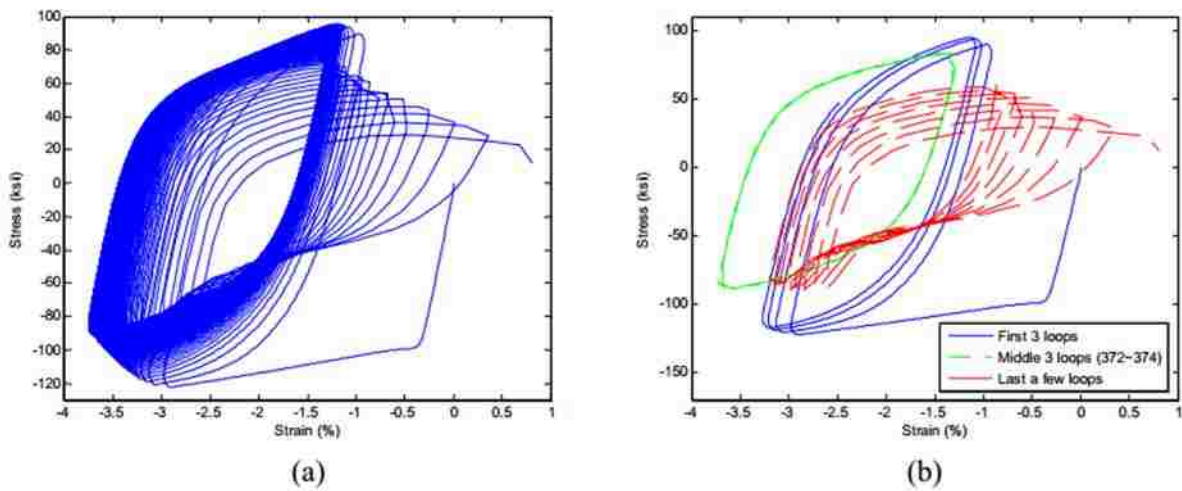 100
80
60
40
20
0
-20
-40
-60
-80
-100
-120
Stress (ksi)
-4 -3.5 -3 -2.5 -2 -1.5 -1 -0.5 0 0.5 1
Strain (%)
(a)
100
50
0
-50
-100
-150
Stress (ksi)
First 3 loops
Middle 3 loops (372~374)
Last a few loops
-4 -3.5 -3 -2.5 -2 -1.5 -1 -0.5 0 0.5 1
Strain (%)
(b)